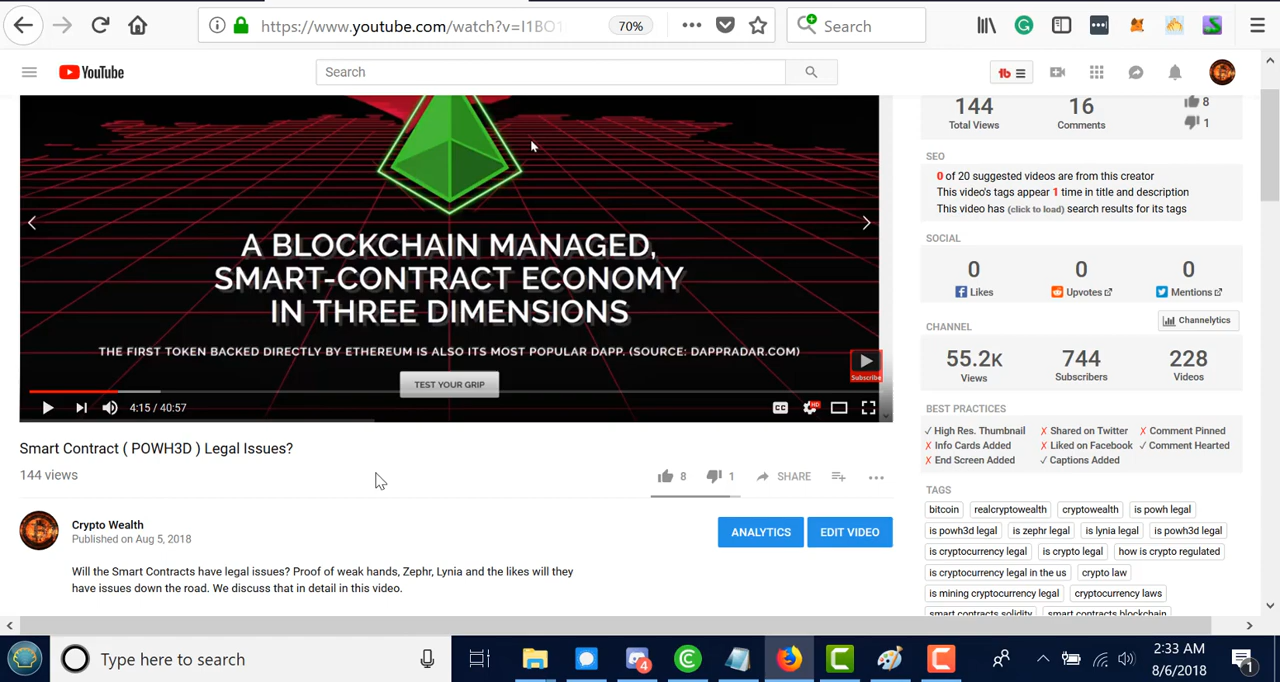 https://www.youtube.com/watch?v=I1BO1
70%
Search
YouTube
Search
tb
A BLOCKCHAIN MANAGED,
SMART-CONTRACT ECONOMY
IN THREE DIMENSIONS
THE FIRST TOKEN BACKED DIRECTLY BY ETHEREUM IS ALSO ITS MOST POPULAR DAPP. (SOURCE: DAPPRADAR.COM)
TEST YOUR GRIP
Subscribe
4:15 / 40:57
CC
HD
Smart Contract ( POWH3D ) Legal Issues?
144 views
8
1
SHARE
Crypto Wealth
Published on Aug 5, 2018
ANALYTICS
EDIT VIDEO
Will the Smart Contracts have legal issues? Proof of weak hands, Zephr, Lynia and the likes will they
have issues down the road. We discuss that in detail in this video.
144
Total Views
16
Comments
8
1
SEO
0 of 20 suggested videos are from this creator
This video's tags appear 1 time in title and description
This video has (click to load) search results for its tags
SOCIAL
0 0 0
Likes Upvotes Mentions
CHANNEL
Channelytics
55.2K 744 228
Views Subscribers Videos
BEST PRACTICES
✓ High Res. Thumbnail ✗ Shared on Twitter ✗ Comment Pinned
✗ Info Cards Added ✗ Liked on Facebook ✓ Comment Hearted
✗ End Screen Added ✓ Captions Added
TAGS
bitcoin realcryptowealth cryptowealth is powh legal
is powh3d legal is zephr legal is lynia legal is powh3d legal
is cryptocurrency legal is crypto legal how is crypto regulated
is cryptocurrency legal in the us crypto law
is mining cryptocurrency legal cryptocurrency laws
smart contracts solidity smart contracts blockchain
Type here to search
4
2:33 AM
8/6/2018
1